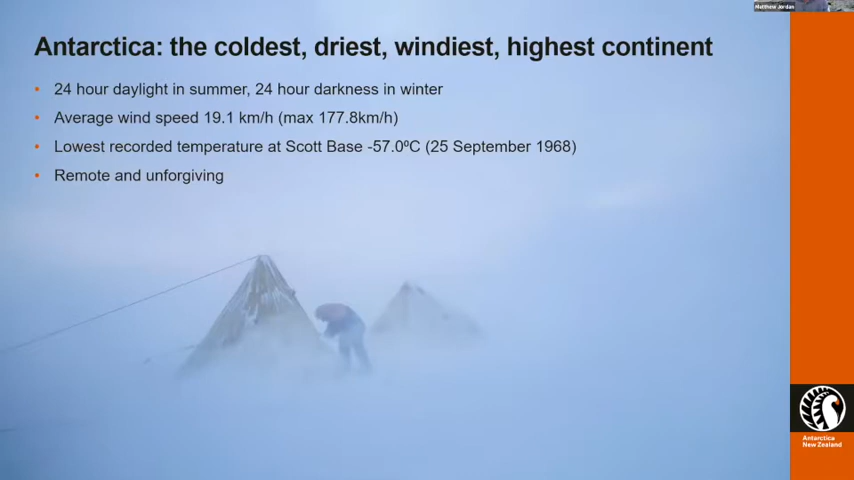 Matthew Jordan
Antarctica: the coldest, driest, windiest, highest continent
• 24 hour daylight in summer, 24 hour darkness in winter
• Average wind speed 19.1 km/h (max 177.8km/h)
• Lowest recorded temperature at Scott Base -57.0ºC (25 September 1968)
• Remote and unforgiving
Antarctica
New Zealand